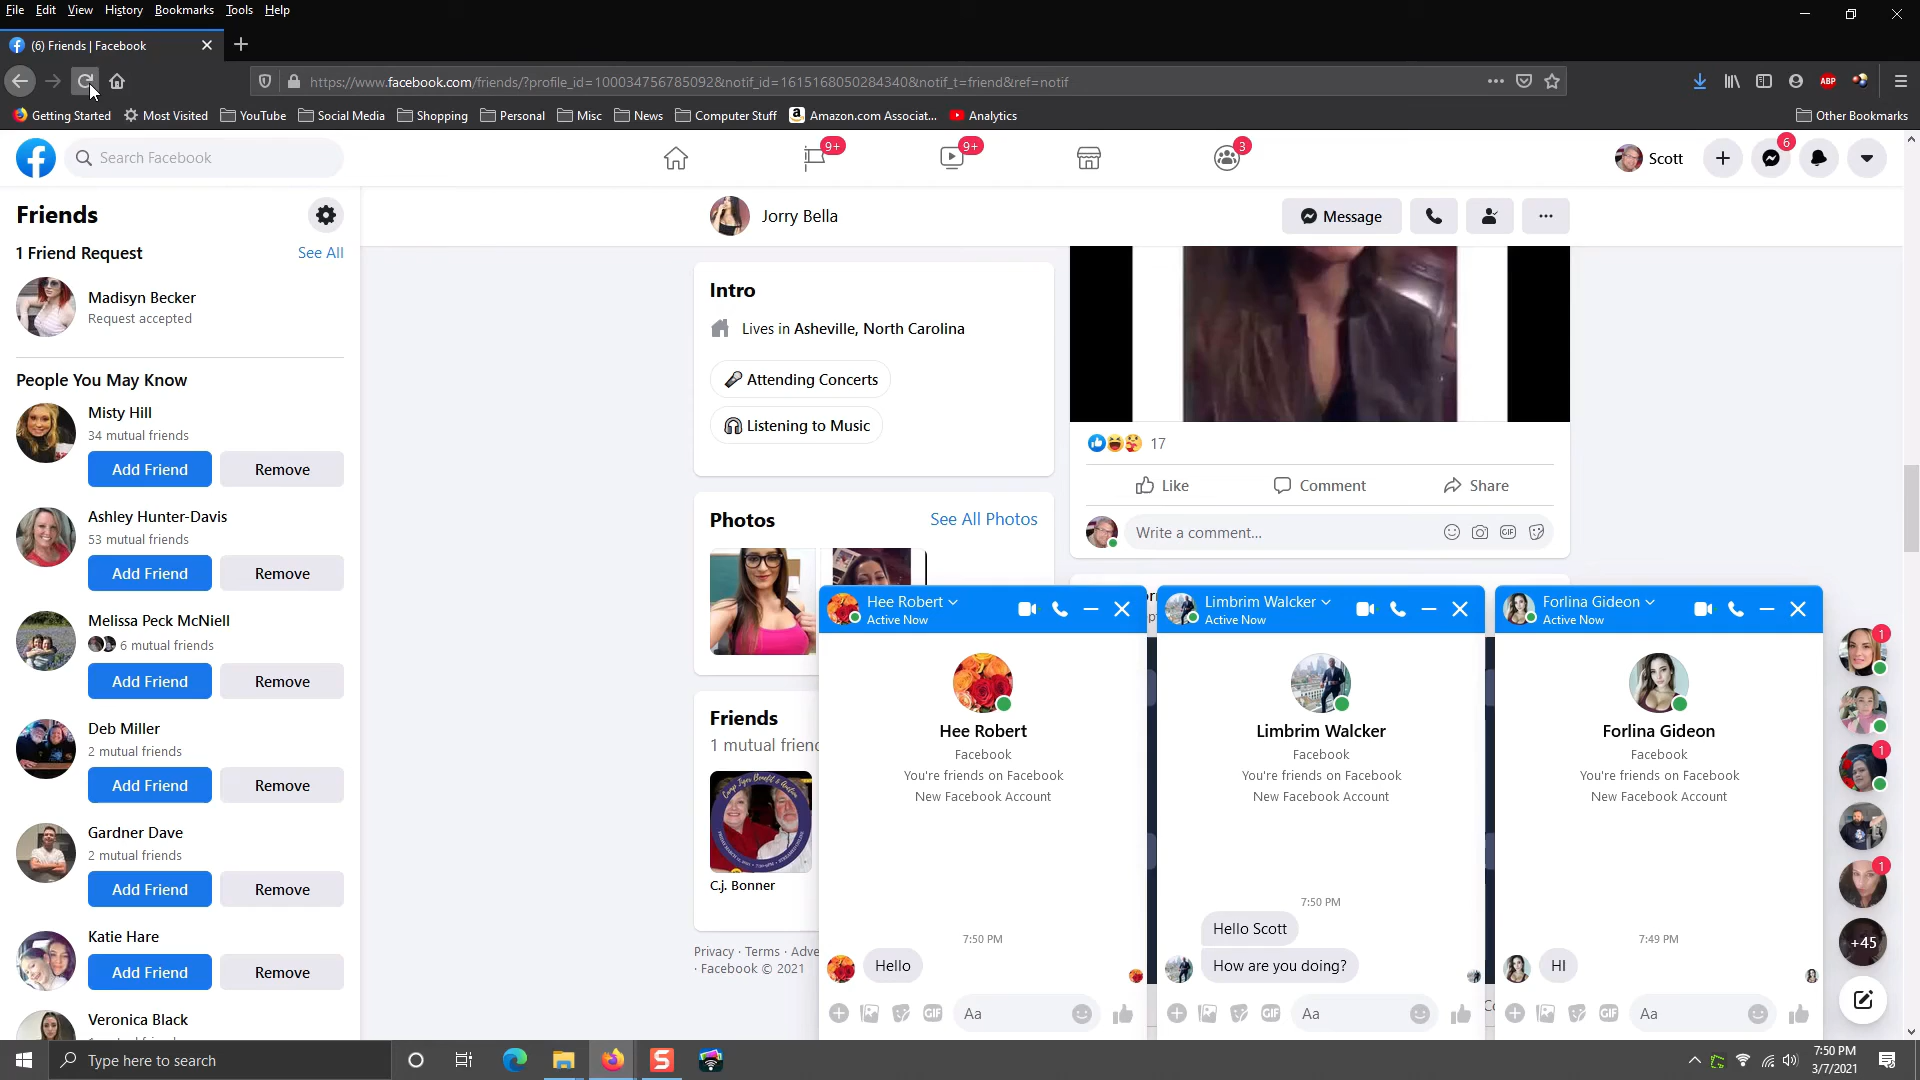 File Edit View History Bookmarks Tools Help
(6) Friends | Facebook
https://www.facebook.com/friends/?profile_id=100034756785092&notif_id=1615168050284340&notif_t=friend&ref=notif
ABP
Getting Started Most Visited YouTube Social Media Shopping Personal Misc News Computer Stuff Amazon.com Associat... Analytics Other Bookmarks
Search Facebook
9+ 9+ 3
Scott
6
Friends
1 Friend Request See All
Madisyn Becker
Request accepted
People You May Know
Misty Hill
34 mutual friends
Add Friend Remove
Ashley Hunter-Davis
53 mutual friends
Add Friend Remove
Melissa Peck McNiell
6 mutual friends
Add Friend Remove
Deb Miller
2 mutual friends
Add Friend Remove
Gardner Dave
2 mutual friends
Add Friend Remove
Katie Hare
Add Friend Remove
Veronica Black
Jorry Bella
Message
Intro
Lives in Asheville, North Carolina
Attending Concerts
Listening to Music
Photos See All Photos
Friends
1 mutual friend
C.j. Bonner
Privacy · Terms · Adve
· Facebook © 2021
17
Like Comment Share
Write a comment...
GIF
Hee Robert
Active Now
Hee Robert
Facebook
You're friends on Facebook
New Facebook Account
7:50 PM
Hello
GIF Aa
Limbrim Walcker
Active Now
Limbrim Walcker
Facebook
You're friends on Facebook
New Facebook Account
7:50 PM
Hello Scott
How are you doing?
GIF Aa
Forlina Gideon
Active Now
Forlina Gideon
Facebook
You're friends on Facebook
New Facebook Account
7:49 PM
HI
GIF Aa
1
1
1
+45
Type here to search
7:50 PM
3/7/2021